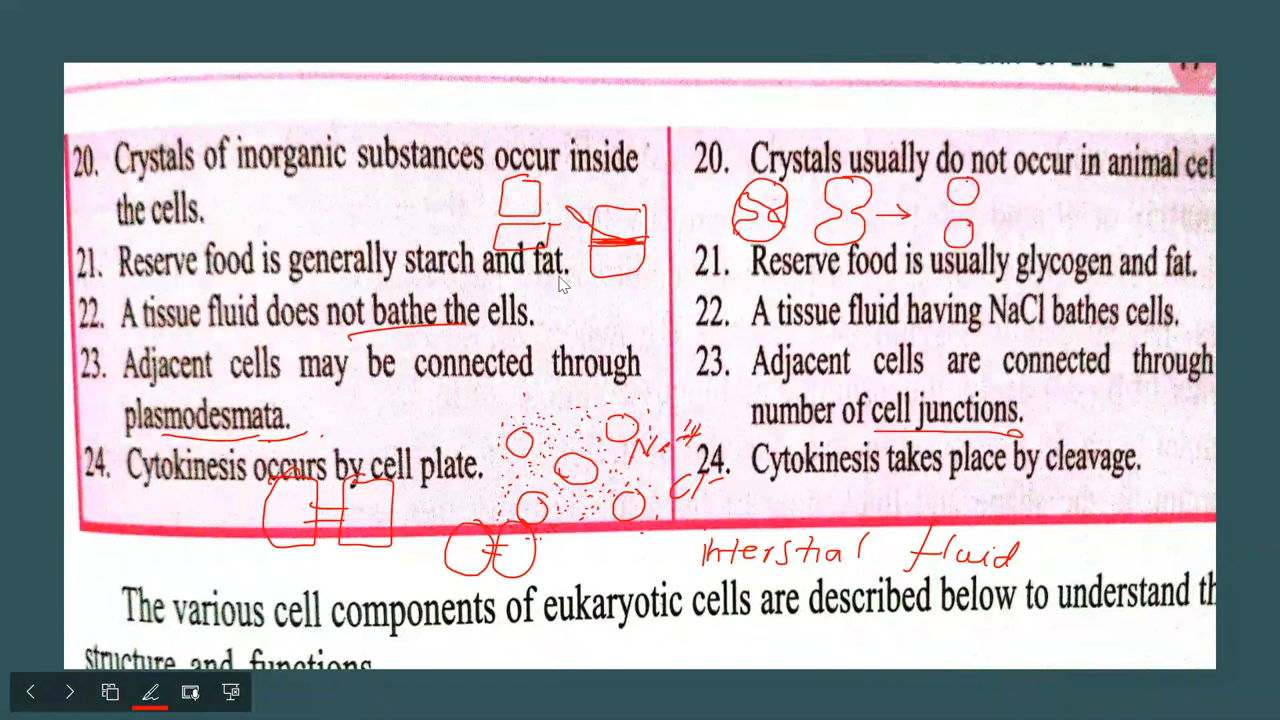 20. Crystals of inorganic substances occur inside
the cells.
21. Reserve food is generally starch and fat.
22. A tissue fluid does not bathe the ells.
23. Adjacent cells may be connected through
plasmodesmata.
24. Cytokinesis occurs by cell plate.
20. Crystals usually do not occur in animal cel
21. Reserve food is usually glycogen and fat.
22. A tissue fluid having NaCl bathes cells.
23. Adjacent cells are connected through
number of cell junctions.
24. Cytokinesis takes place by cleavage.
Na+
Cl-
interstial fluid
The various cell components of eukaryotic cells are described below to understand th
structure and functions.